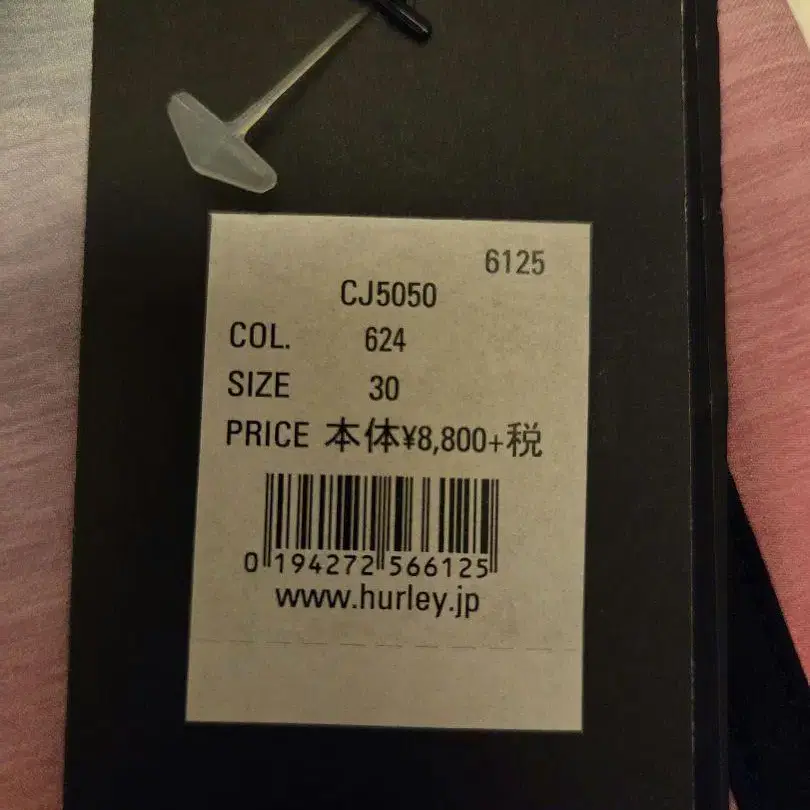 6125
CJ5050
COL. 624
SIZE 30
PRICE 本体¥8,800+税
0 194272 566125
www.hurley.jp